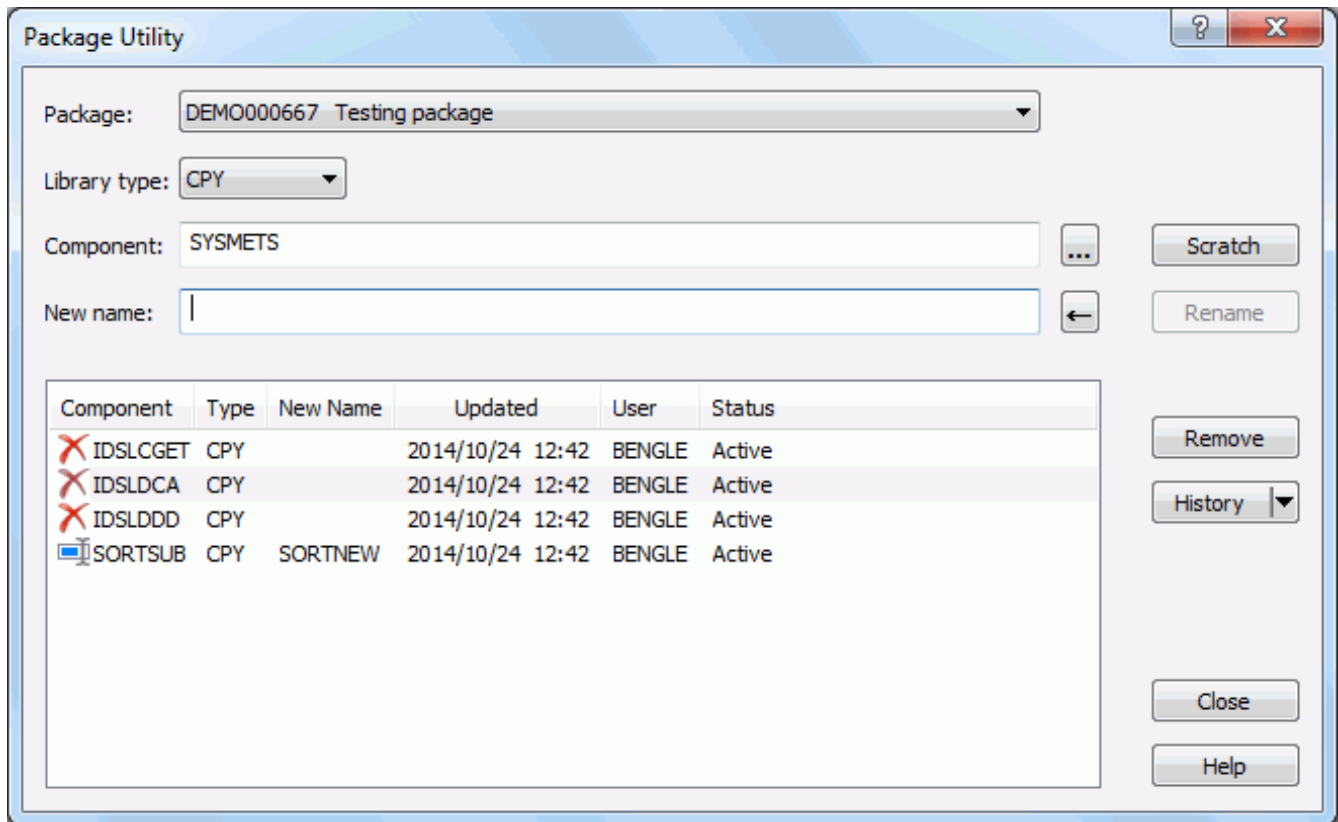 Package Utility
Package: DEMO000667 Testing package
Library type: CPY
Component: SYSMETS ... Scratch
New name: ← Rename
Component Type New Name Updated User Status
IDSLCGET CPY 2014/10/24 12:42 BENGLE Active
IDSLDCA CPY 2014/10/24 12:42 BENGLE Active
IDSLDDD CPY 2014/10/24 12:42 BENGLE Active
SORTSUB CPY SORTNEW 2014/10/24 12:42 BENGLE Active
Remove
History
Close
Help